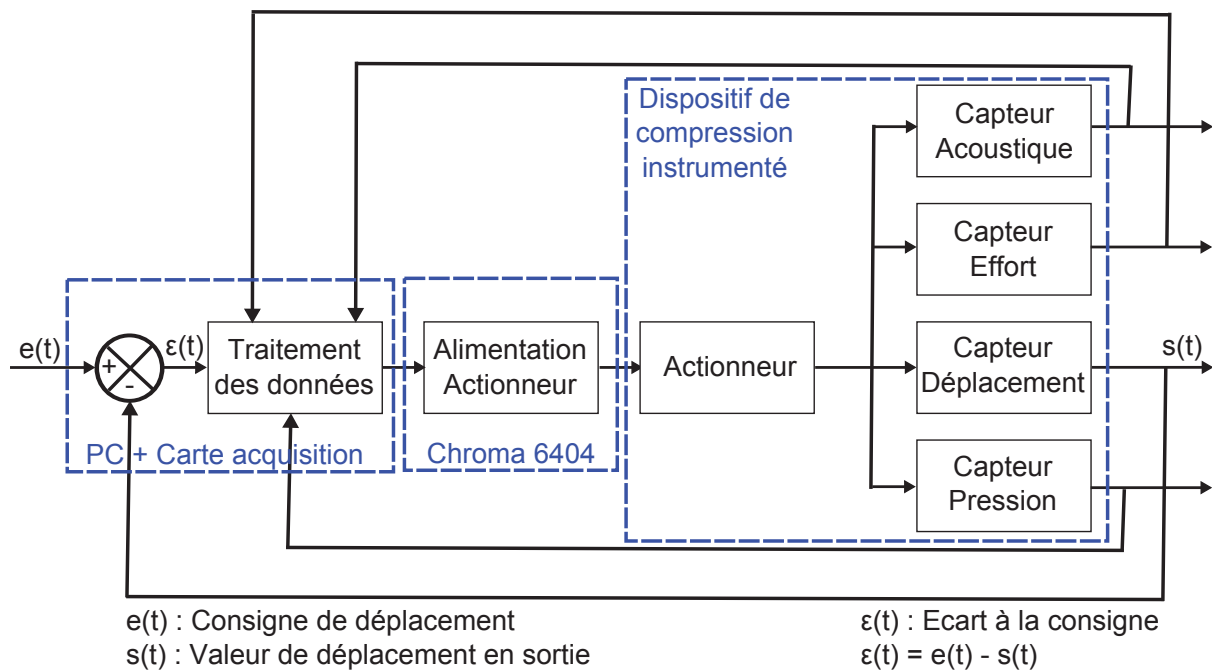 Dispositif de
compression
instrumenté
Capteur
Acoustique
Capteur
Effort
e(t)
+
-
ε(t)
Traitement
des données
Alimentation
Actionneur
Actionneur
Capteur
Déplacement
s(t)
PC + Carte acquisition
Chroma 6404
Capteur
Pression
e(t) : Consigne de déplacement
s(t) : Valeur de déplacement en sortie
ε(t) : Ecart à la consigne
ε(t) = e(t) - s(t)